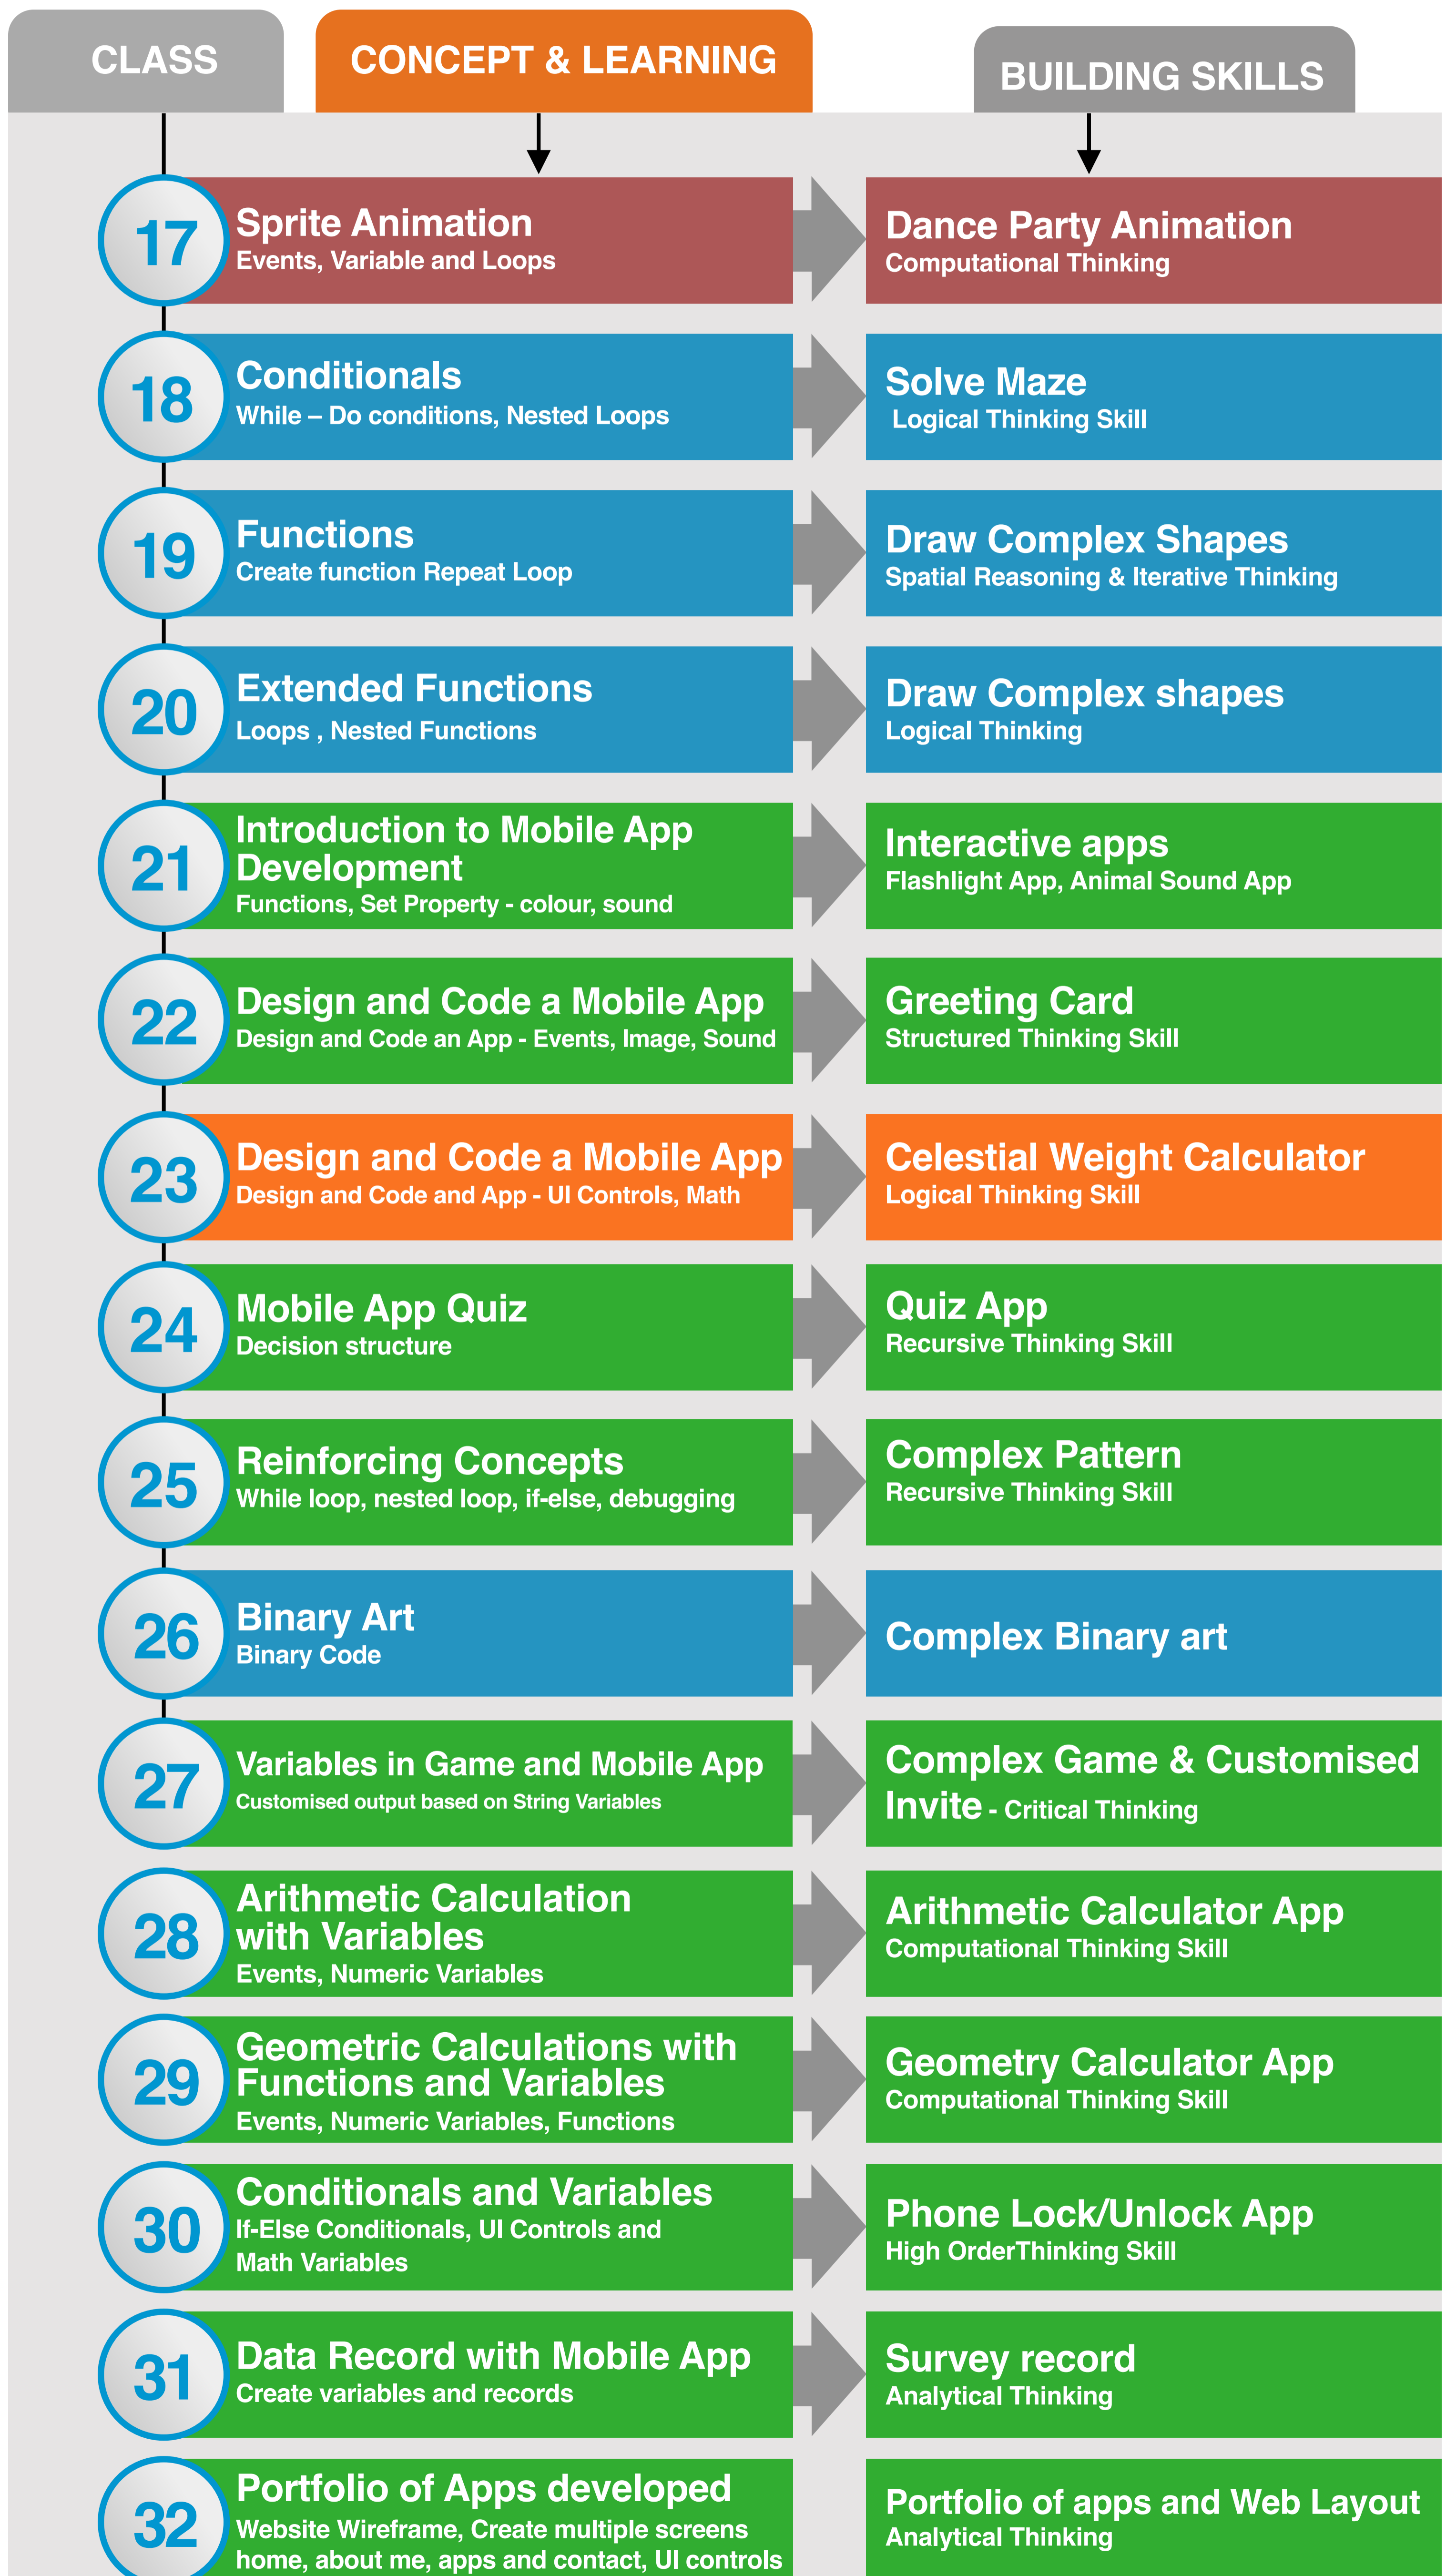 CLASS
CONCEPT & LEARNING
BUILDING SKILLS
17
Sprite Animation
Events, Variable and Loops
Dance Party Animation
Computational Thinking
18
Conditionals
While – Do conditions, Nested Loops
Solve Maze
Logical Thinking Skill
19
Functions
Create function Repeat Loop
Draw Complex Shapes
Spatial Reasoning & Iterative Thinking
20
Extended Functions
Loops , Nested Functions
Draw Complex shapes
Logical Thinking
21
Introduction to Mobile App
Development
Functions, Set Property - colour, sound
Interactive apps
Flashlight App, Animal Sound App
22
Design and Code a Mobile App
Design and Code an App - Events, Image, Sound
Greeting Card
Structured Thinking Skill
23
Design and Code a Mobile App
Design and Code and App - UI Controls, Math
Celestial Weight Calculator
Logical Thinking Skill
24
Mobile App Quiz
Decision structure
Quiz App
Recursive Thinking Skill
25
Reinforcing Concepts
While loop, nested loop, if-else, debugging
Complex Pattern
Recursive Thinking Skill
26
Binary Art
Binary Code
Complex Binary art
27
Variables in Game and Mobile App
Customised output based on String Variables
Complex Game & Customised
Invite - Critical Thinking
28
Arithmetic Calculation
with Variables
Events, Numeric Variables
Arithmetic Calculator App
Computational Thinking Skill
29
Geometric Calculations with
Functions and Variables
Events, Numeric Variables, Functions
Geometry Calculator App
Computational Thinking Skill
30
Conditionals and Variables
If-Else Conditionals, UI Controls and
Math Variables
Phone Lock/Unlock App
High OrderThinking Skill
31
Data Record with Mobile App
Create variables and records
Survey record
Analytical Thinking
32
Portfolio of Apps developed
Website Wireframe, Create multiple screens
home, about me, apps and contact, UI controls
Portfolio of apps and Web Layout
Analytical Thinking